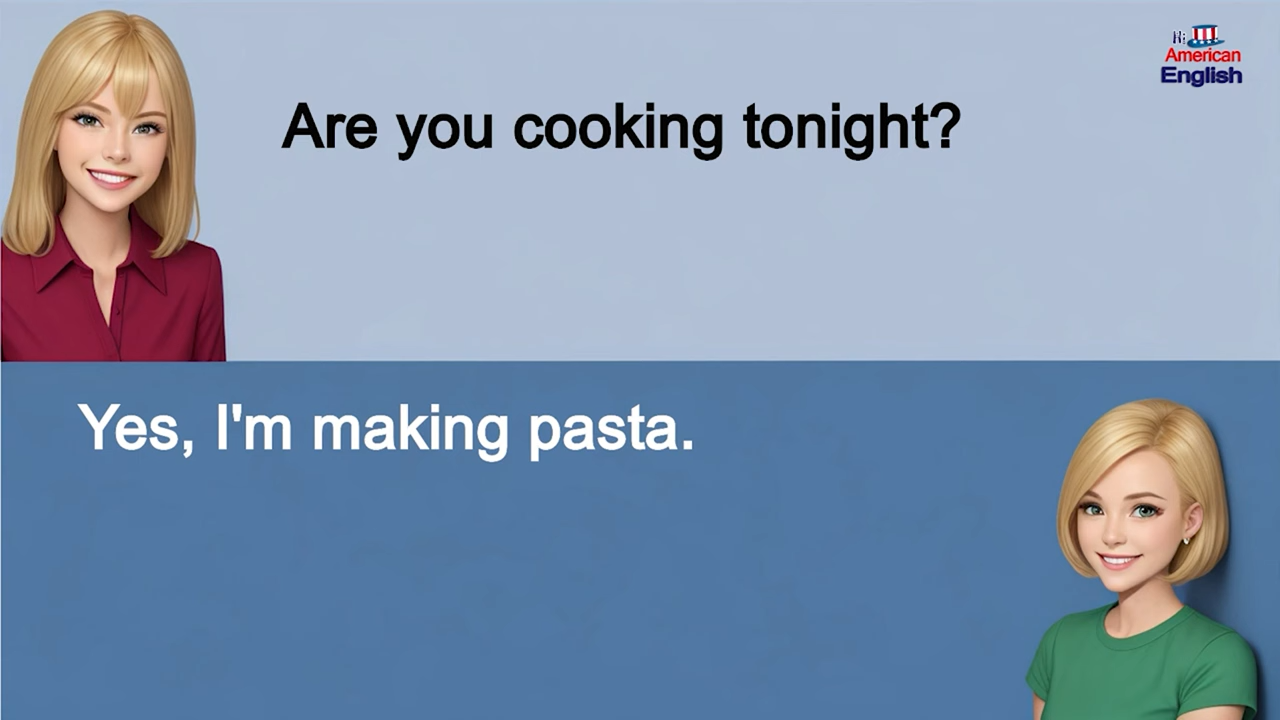 Hi
American
English
Are you cooking tonight?
Yes, I'm making pasta.